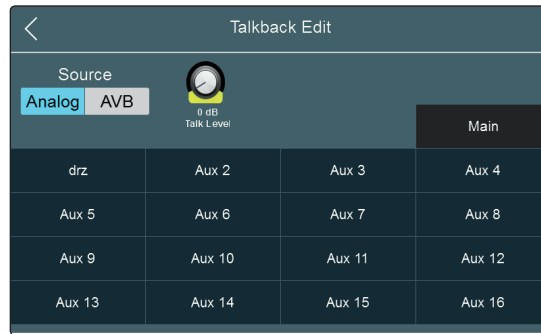 Talkback Edit
Source
Analog AVB
0 dB
Talk Level
Main
drz Aux 2 Aux 3 Aux 4
Aux 5 Aux 6 Aux 7 Aux 8
Aux 9 Aux 10 Aux 11 Aux 12
Aux 13 Aux 14 Aux 15 Aux 16